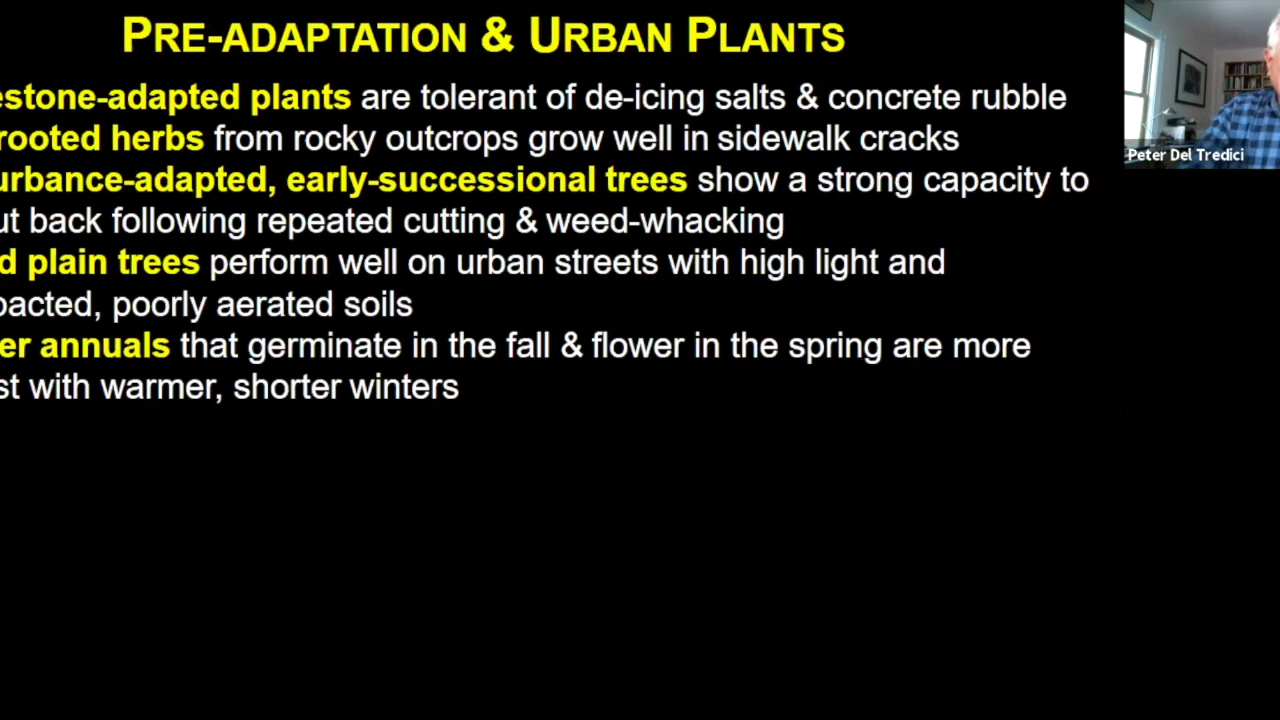 PRE-ADAPTATION & URBAN PLANTS
estone-adapted plants are tolerant of de-icing salts & concrete rubble
rooted herbs from rocky outcrops grow well in sidewalk cracks
urbance-adapted, early-successional trees show a strong capacity to
ut back following repeated cutting & weed-whacking
d plain trees perform well on urban streets with high light and
pacted, poorly aerated soils
er annuals that germinate in the fall & flower in the spring are more
st with warmer, shorter winters
Peter Del Tredici